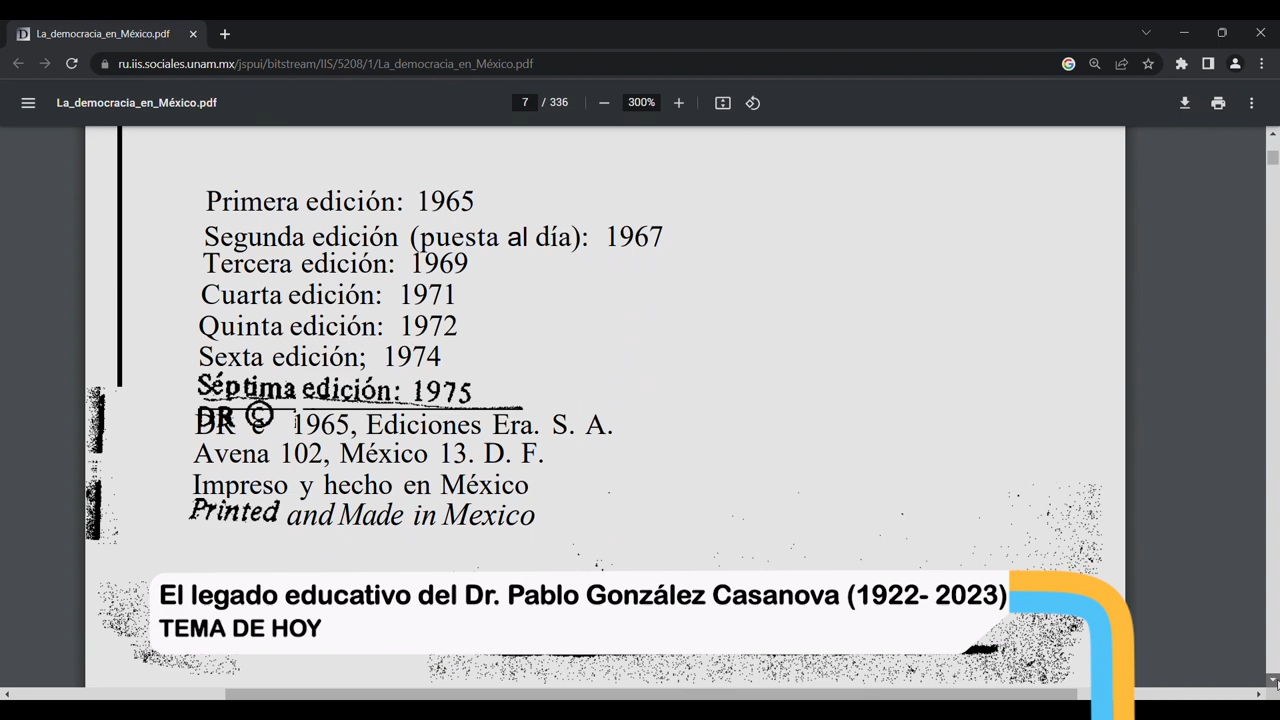 La_democracia_en_México.pdf
ru.iis.sociales.unam.mx/jspui/bitstream/IIS/5208/1/La_democracia_en_México.pdf
La_democracia_en_México.pdf
7 / 336
300%
Primera edición: 1965
Segunda edición (puesta al día): 1967
Tercera edición: 1969
Cuarta edición: 1971
Quinta edición: 1972
Sexta edición; 1974
Séptima edición: 1975
DR © 1965, Ediciones Era. S. A.
Avena 102, México 13. D. F.
Impreso y hecho en México
Printed and Made in Mexico
El legado educativo del Dr. Pablo González Casanova (1922- 2023)
TEMA DE HOY